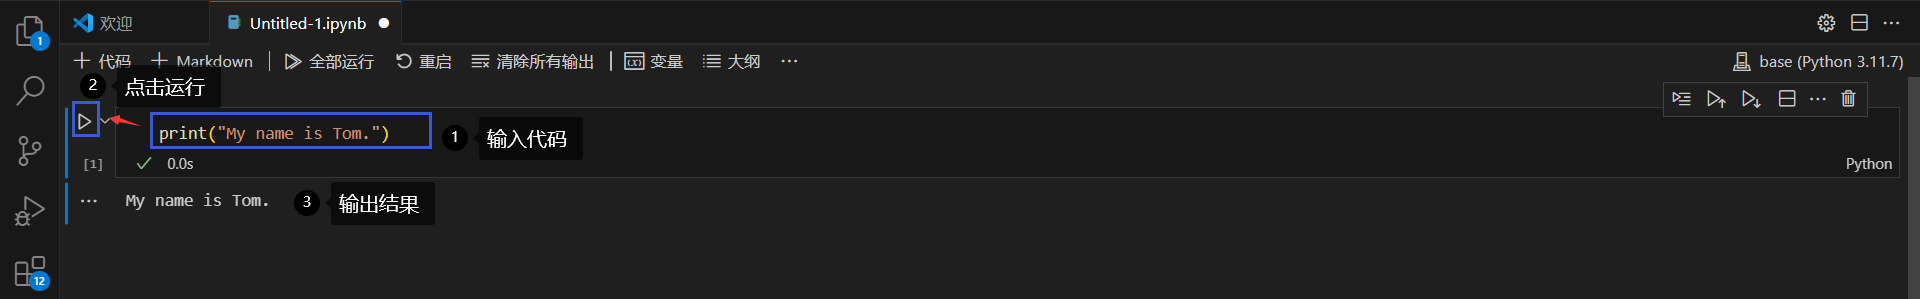 欢迎 Untitled-1.ipynb
1
代码 Markdown 全部运行 重启 清除所有输出 (x) 变量 大纲 ··· base (Python 3.11.7)
2 点击运行
print("My name is Tom.") 1 输入代码
[1] 0.0s Python
My name is Tom. 3 输出结果
12